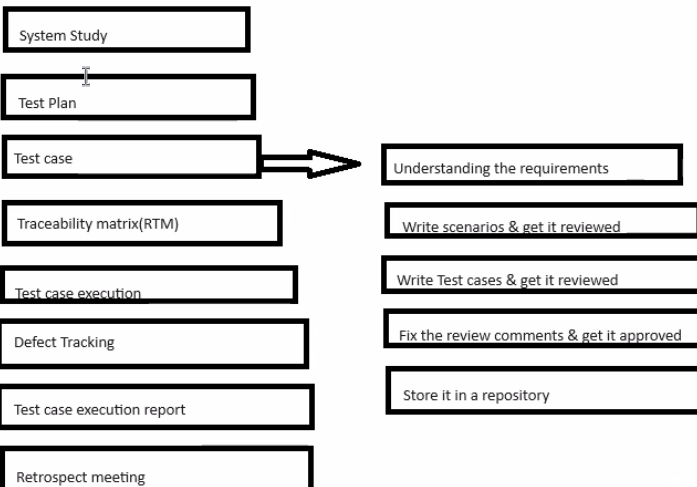 System Study
Test Plan
Test case
Traceability matrix(RTM)
Test case execution
Defect Tracking
Test case execution report
Retrospect meeting
Understanding the requirements
Write scenarios & get it reviewed
Write Test cases & get it reviewed
Fix the review comments & get it approved
Store it in a repository